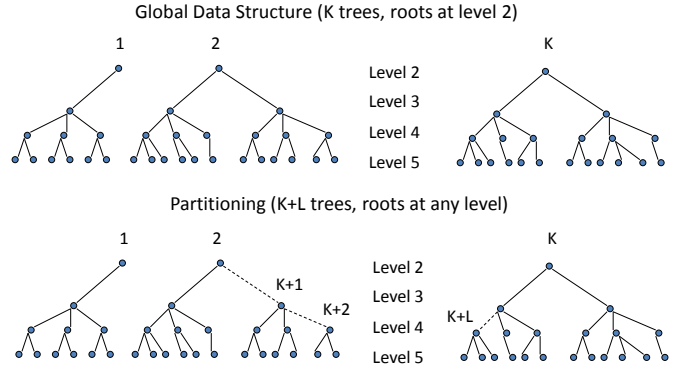 Global Data Structure (K trees, roots at level 2)
1 2 K
Level 2
Level 3
Level 4
Level 5
Partitioning (K+L trees, roots at any level)
1 2 K
Level 2
K+1
Level 3
K+2 K+L
Level 4
Level 5